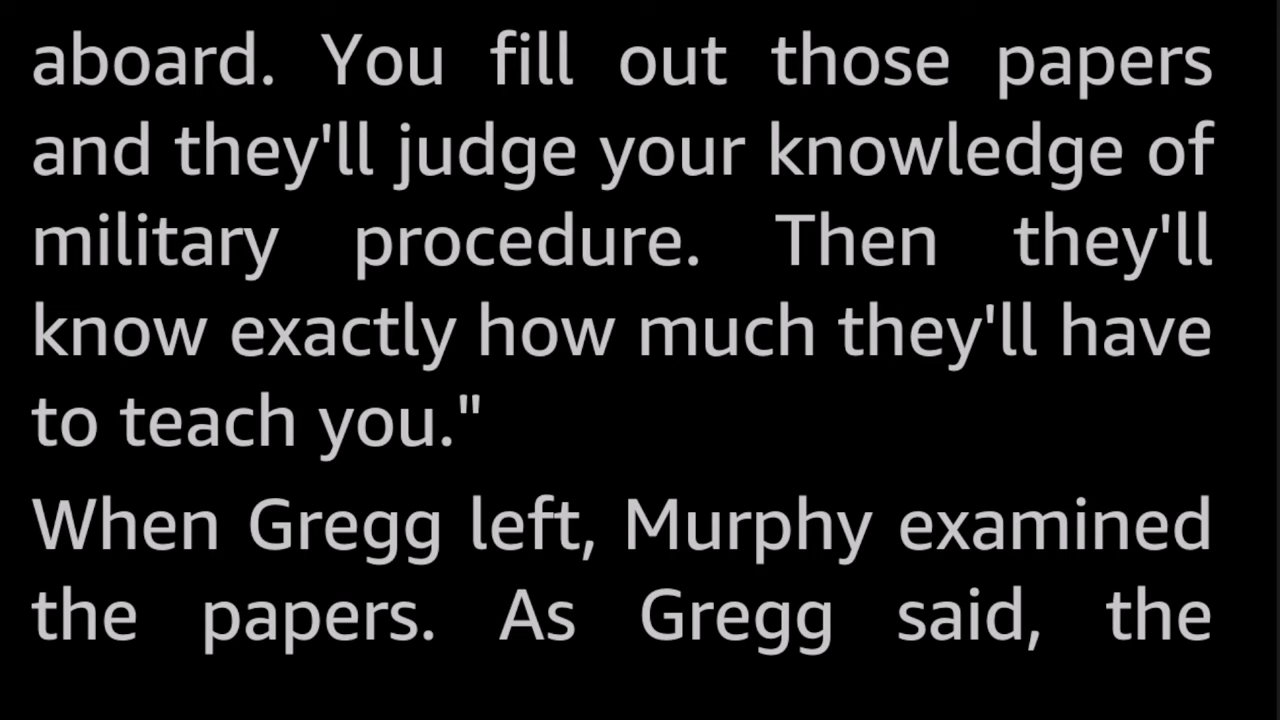 aboard. You fill out those papers
and they'll judge your knowledge of
military procedure. Then they'll
know exactly how much they'll have
to teach you."
When Gregg left, Murphy examined
the papers. As Gregg said, the